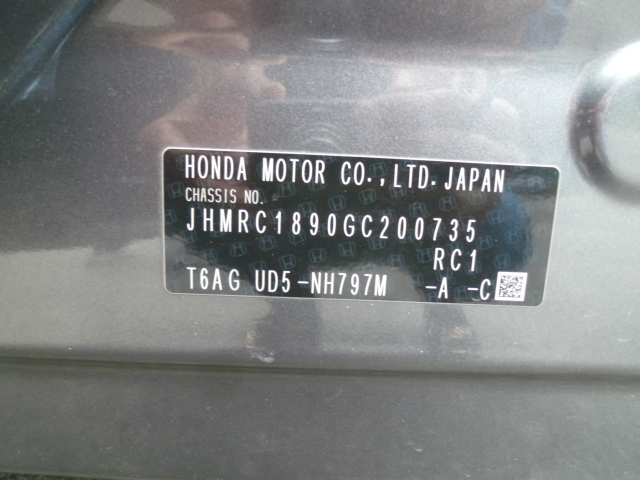 HONDA MOTOR CO.,LTD.JAPAN
CHASSIS NO.
JHMRC1890GC200735
RC1
T6AG UD5-NH797M -A -C